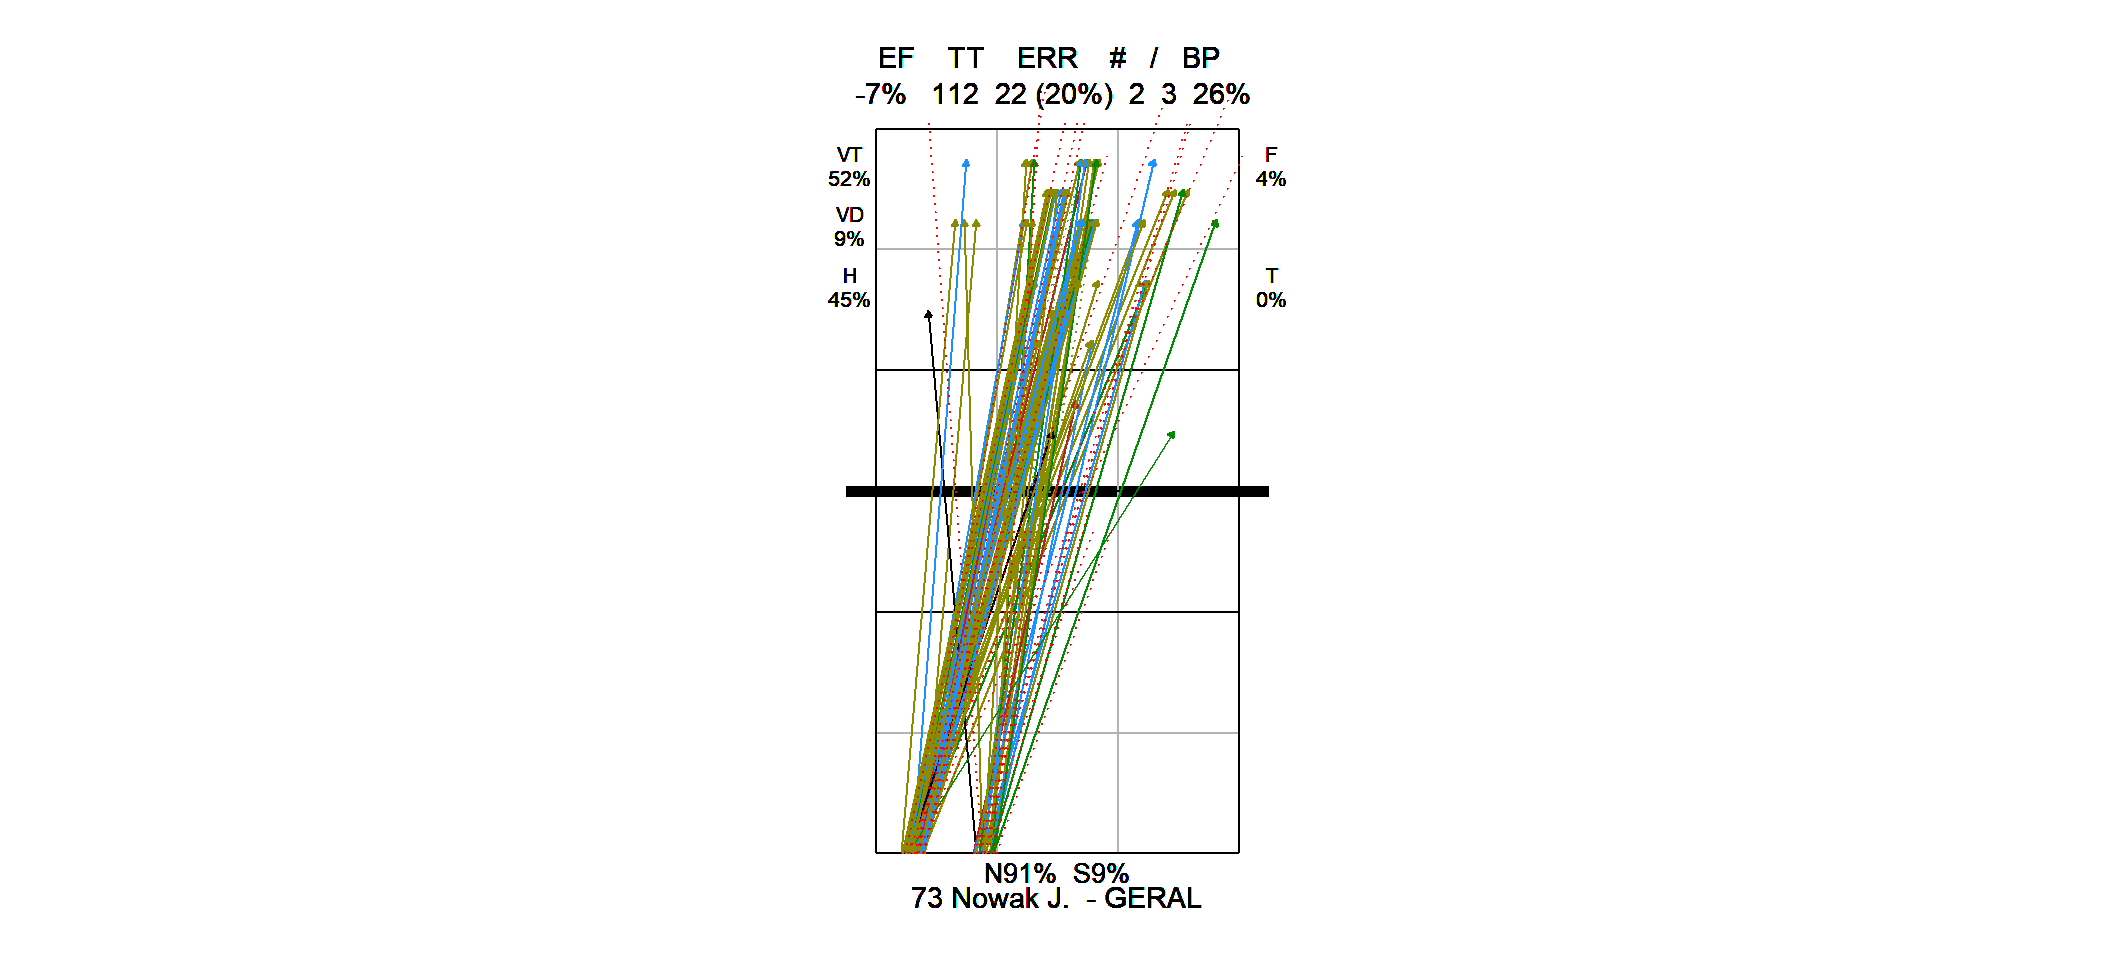 EF TT ERR # / BP
-7% 112 22 (20%) 2 3 26%
VT
52%
F
4%
VD
9%
H
45%
T
0%
N91% S9%
73 Nowak J. - GERAL